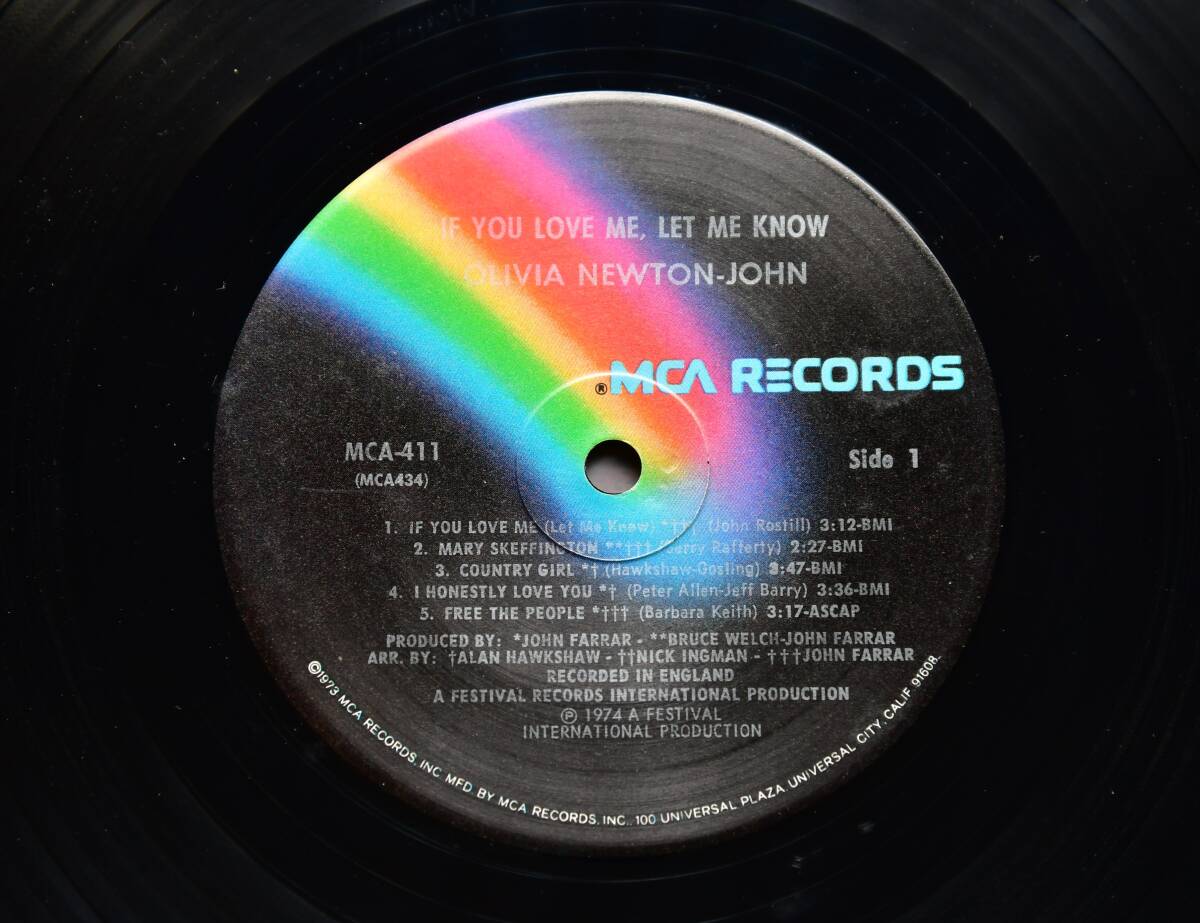 IF YOU LOVE ME, LET ME KNOW
OLIVIA NEWTON-JOHN
® MCA RECORDS
MCA-411
(MCA434)
Side 1
1. IF YOU LOVE ME (Let Me Know) *††† (John Rostill) 3:12-BMI
2. MARY SKEFFINGTON **††† (Gerry Rafferty) 2:27-BMI
3. COUNTRY GIRL *† (Hawkshaw-Gosling) 3:47-BMI
4. I HONESTLY LOVE YOU *† (Peter Allen-Jeff Barry) 3:36-BMI
5. FREE THE PEOPLE *††† (Barbara Keith) 3:17-ASCAP
PRODUCED BY: *JOHN FARRAR - **BRUCE WELCH-JOHN FARRAR
ARR. BY: †ALAN HAWKSHAW - ††NICK INGMAN - †††JOHN FARRAR
RECORDED IN ENGLAND
A FESTIVAL RECORDS INTERNATIONAL PRODUCTION
℗ 1974 A FESTIVAL
INTERNATIONAL PRODUCTION
©1973 MCA RECORDS, INC. MFD. BY MCA RECORDS, INC., 100 UNIVERSAL PLAZA, UNIVERSAL CITY, CALIF. 91608.